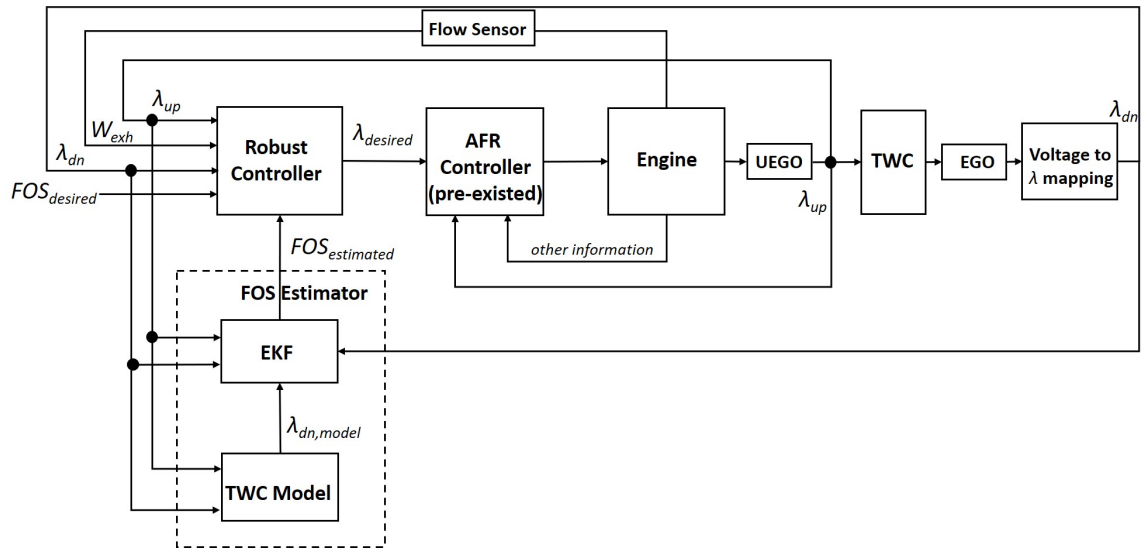 Flow Sensor
λup
Wexh
λdn
FOSdesired
Robust
Controller
λdesired
AFR
Controller
(pre-existed)
Engine
UEGO
λup
TWC
EGO
Voltage to
λ mapping
λdn
other information
FOSestimated
FOS Estimator
EKF
λdn,model
TWC Model